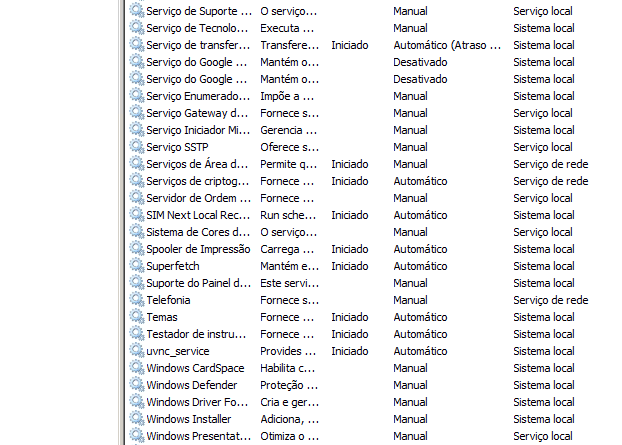 Serviço de Suporte ... O serviço... Manual Serviço local
Serviço de Tecnolo... Executa ... Manual Sistema local
Serviço de transfer... Transfere... Iniciado Automático (Atraso ... Sistema local
Serviço do Google ... Mantém o... Desativado Sistema local
Serviço do Google ... Mantém o... Desativado Sistema local
Serviço Enumerado... Impõe a ... Manual Sistema local
Serviço Gateway d... Fornece s... Manual Serviço local
Serviço Iniciador Mi... Gerencia ... Manual Sistema local
Serviço SSTP Oferece s... Manual Serviço local
Serviços de Área d... Permite q... Iniciado Manual Serviço de rede
Serviços de criptog... Fornece ... Iniciado Automático Serviço de rede
Servidor de Ordem ... Fornece ... Manual Serviço local
SIM Next Local Rec... Run sche... Iniciado Automático Sistema local
Sistema de Cores d... O serviço... Manual Serviço local
Spooler de Impressão Carrega ... Iniciado Automático Sistema local
Superfetch Mantém e... Iniciado Automático Sistema local
Suporte do Painel d... Este servi... Manual Sistema local
Telefonia Fornece s... Manual Serviço de rede
Temas Fornece ... Iniciado Automático Sistema local
Testador de instru... Fornece ... Iniciado Automático Sistema local
uvnc_service Provides ... Iniciado Automático Sistema local
Windows CardSpace Habilita c... Manual Sistema local
Windows Defender Proteção ... Manual Sistema local
Windows Driver Fo... Cria e ger... Manual Sistema local
Windows Installer Adiciona, ... Manual Sistema local
Windows Presentat... Otimiza o ... Manual Serviço local